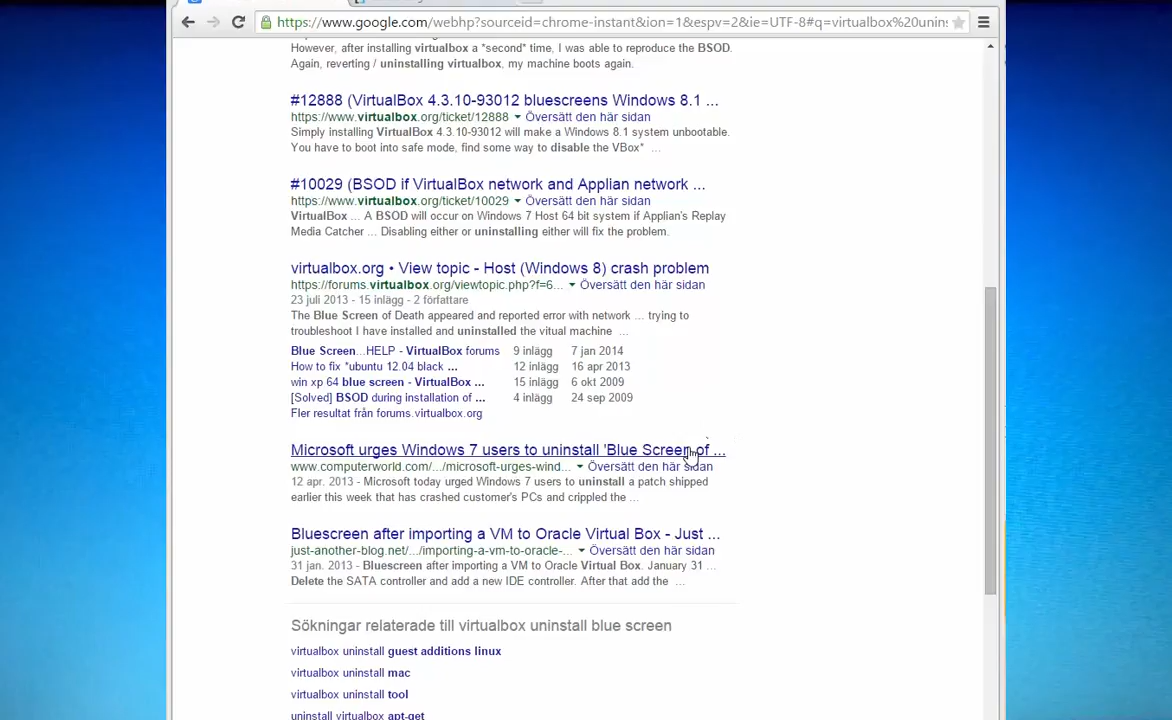 https://www.google.com/webhp?sourceid=chrome-instant&ion=1&espv=2&ie=UTF-8#q=virtualbox%20unins
However, after installing virtualbox a *second* time, I was able to reproduce the BSOD.
Again, reverting / uninstalling virtualbox, my machine boots again.
#12888 (VirtualBox 4.3.10-93012 bluescreens Windows 8.1 ...
https://www.virtualbox.org/ticket/12888 Översätt den här sidan
Simply installing VirtualBox 4.3.10-93012 will make a Windows 8.1 system unbootable.
You have to boot into safe mode, find some way to disable the VBox* ...
#10029 (BSOD if VirtualBox network and Applian network ...
https://www.virtualbox.org/ticket/10029 Översätt den här sidan
VirtualBox ... A BSOD will occur on Windows 7 Host 64 bit system if Applian's Replay
Media Catcher ... Disabling either or uninstalling either will fix the problem.
virtualbox.org • View topic - Host (Windows 8) crash problem
https://forums.virtualbox.org/viewtopic.php?f=6... Översätt den här sidan
23 juli 2013 - 15 inlägg - 2 författare
The Blue Screen of Death appeared and reported error with network ... trying to
troubleshoot I have installed and uninstalled the vitual machine ...
Blue Screen...HELP - VirtualBox forums 9 inlägg 7 jan 2014
How to fix *ubuntu 12.04 black ... 12 inlägg 16 apr 2013
win xp 64 blue screen - VirtualBox ... 15 inlägg 6 okt 2009
[Solved] BSOD during installation of ... 4 inlägg 24 sep 2009
Fler resultat från forums.virtualbox.org
Microsoft urges Windows 7 users to uninstall 'Blue Screen of ...
www.computerworld.com/.../microsoft-urges-wind... Översätt den här sidan
12 apr. 2013 - Microsoft today urged Windows 7 users to uninstall a patch shipped
earlier this week that has crashed customer's PCs and crippled the ...
Bluescreen after importing a VM to Oracle Virtual Box - Just ...
just-another-blog.net/.../importing-a-vm-to-oracle-... Översätt den här sidan
31 jan. 2013 - Bluescreen after importing a VM to Oracle Virtual Box. January 31 ...
Delete the SATA controller and add a new IDE controller. After that add the ...
Sökningar relaterade till virtualbox uninstall blue screen
virtualbox uninstall guest additions linux
virtualbox uninstall mac
virtualbox uninstall tool
uninstall virtualbox apt-get